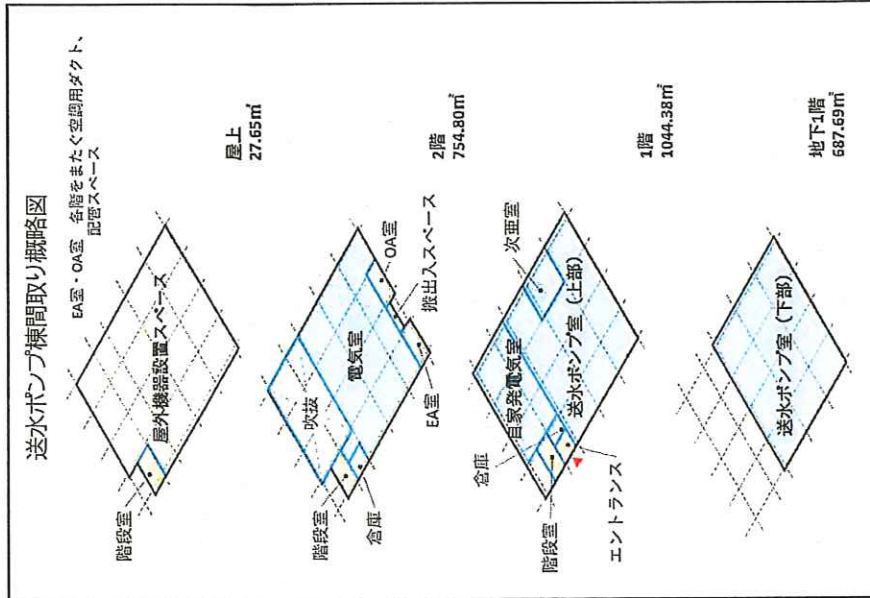 送水ポンプ棟間取り概略図
EA室・OA室 各階をまたぐ空調用ダクト、
配管スペース
階段室
屋外機器設置スペース
屋上
27.65㎡
階段室
倉庫
吹抜
電気室
EA室
搬出入スペース
OA室
2階
754.80㎡
倉庫
階段室
エントランス
自家発電気室
送水ポンプ室（上部）
次亜室
1階
1044.38㎡
送水ポンプ室（下部）
地下1階
687.69㎡